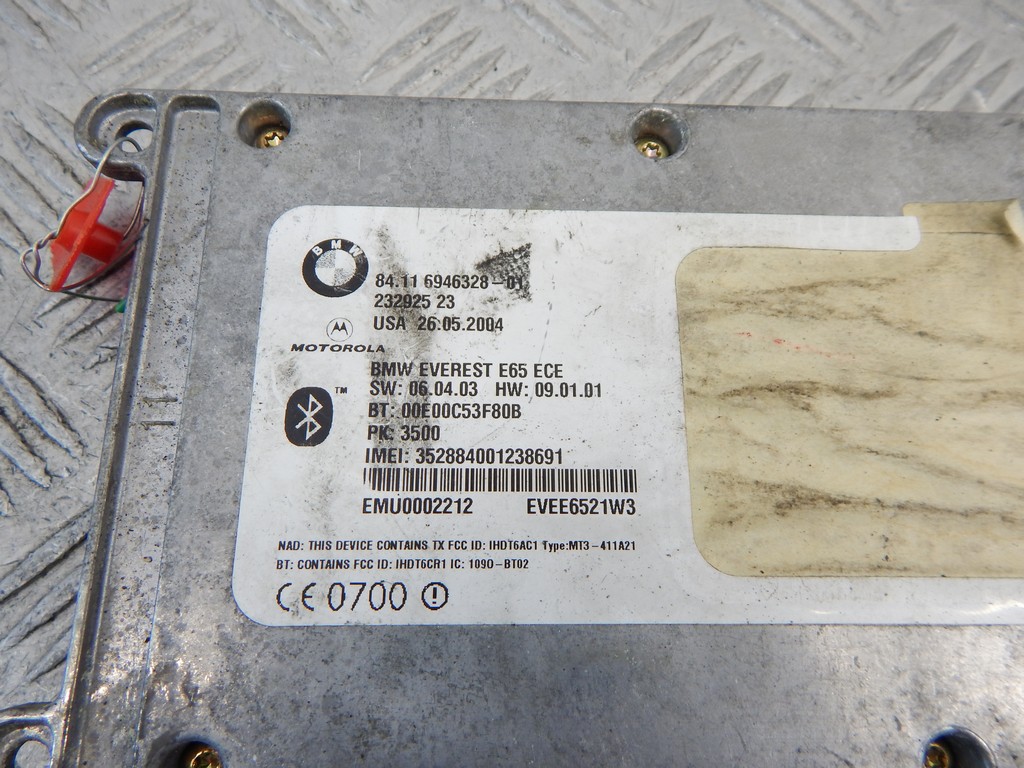 BMW
84.11 6946328-01
232925 23
USA 26.05.2004
MOTOROLA
BMW EVEREST E65 ECE
TM
SW: 06.04.03 HW: 09.01.01
BT: 00E00C53F80B
PK: 3500
IMEI: 352884001238691
EMU0002212 EVEE6521W3
NAD: THIS DEVICE CONTAINS TX FCC ID: IHDT6AC1 Type:MT3-411A21
BT: CONTAINS FCC ID: IHDT6CR1 IC: 1090-BT02
CE 0700